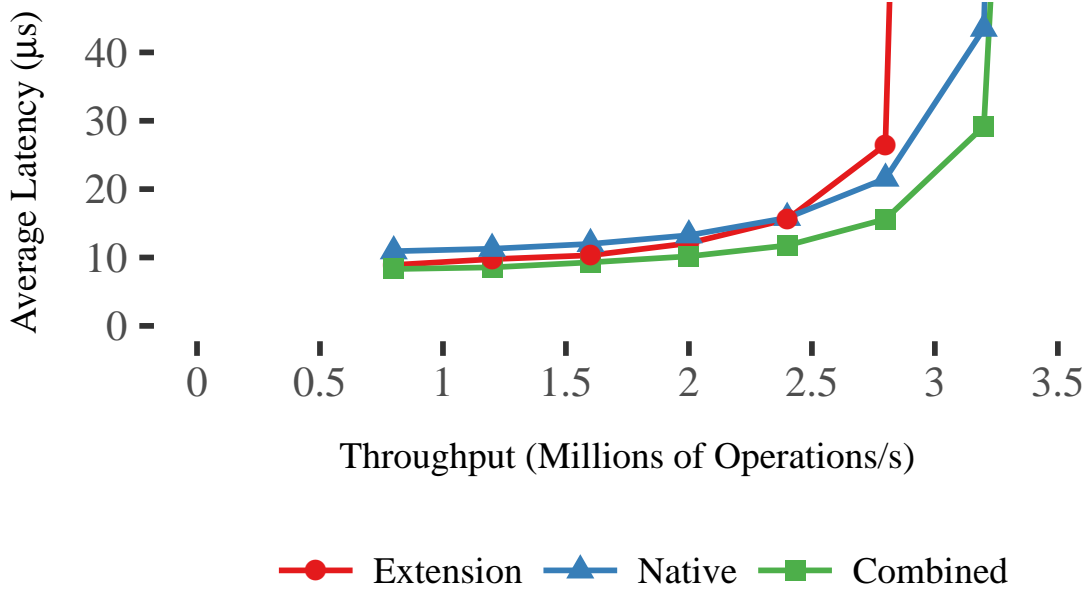 Average Latency (μs)
40
30
20
10
0
0 0.5 1 1.5 2 2.5 3 3.5
Throughput (Millions of Operations/s)
Extension Native Combined